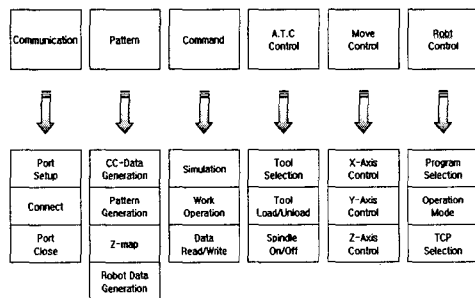 Communication
Pattern
Command
A.T.C
Control
Move
Control
Robt
Control
Port
Setup
Connect
Port
Close
CC-Data
Generation
Pattern
Generation
Z-map
Robot Data
Generation
Simulation
Work
Operation
Data
Read/Write
Tool
Selection
Tool
Load/Unload
Spindle
On/Off
X-Axis
Control
Y-Axis
Control
Z-Axis
Control
Program
Selection
Operation
Mode
TCP
Selection